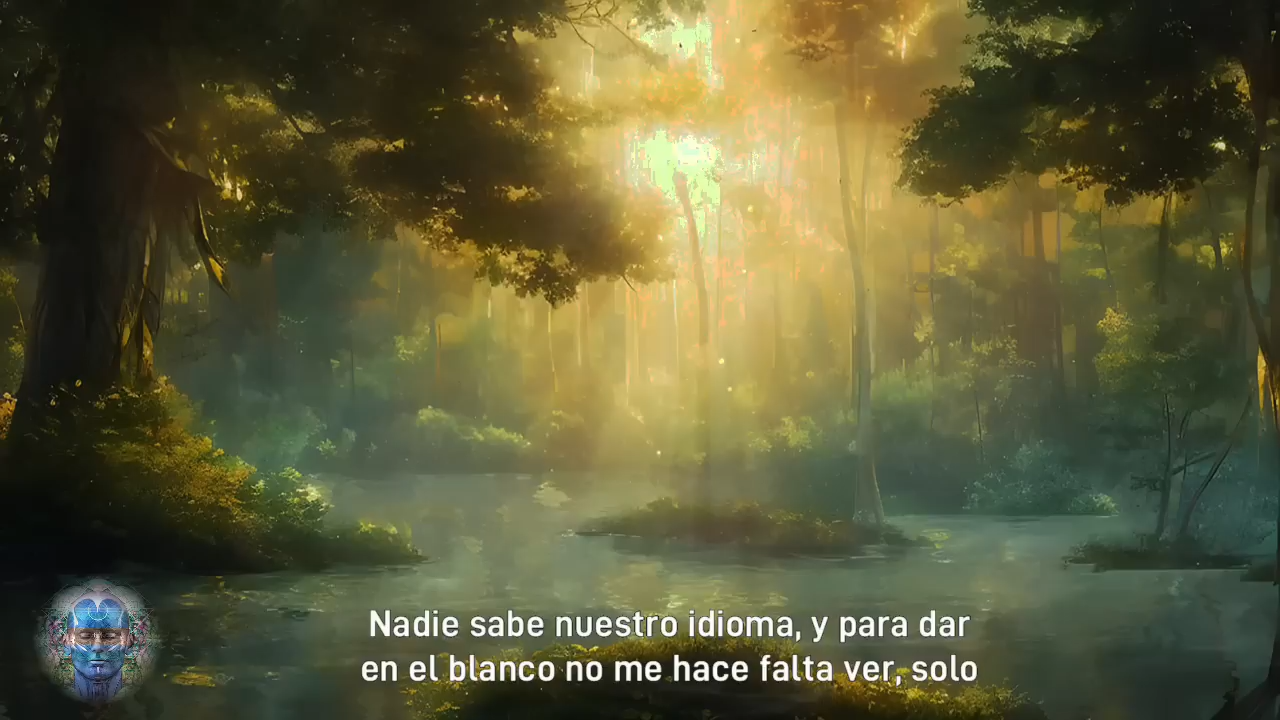 Nadie sabe nuestro idioma, y para dar
en el blanco no me hace falta ver, solo